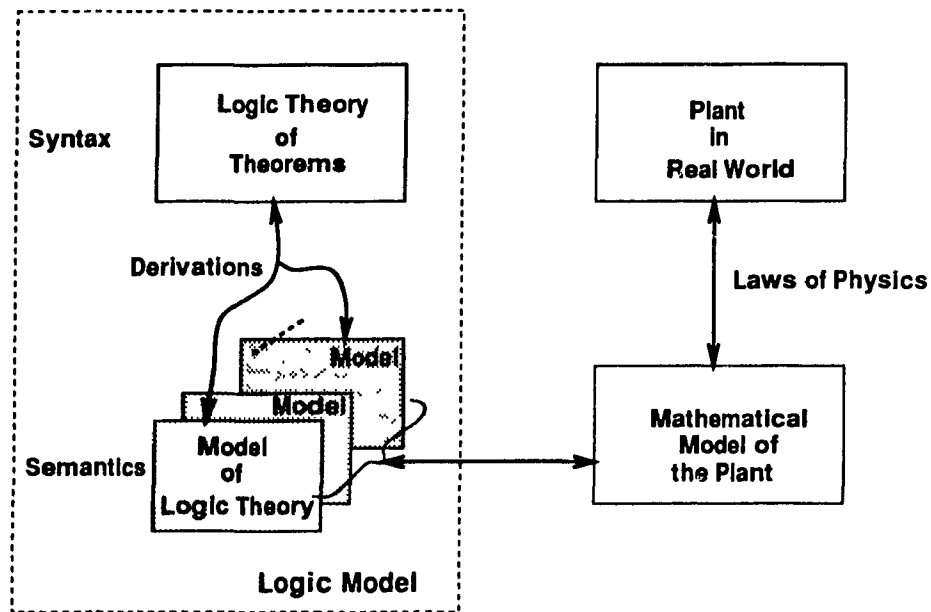 Logic Theory
of
Theorems
Syntax
Plant
in
Real World
Derivations
Laws of Physics
Model
Model
Model
of
Logic Theory
Semantics
Mathematical
Model of
the Plant
Logic Model